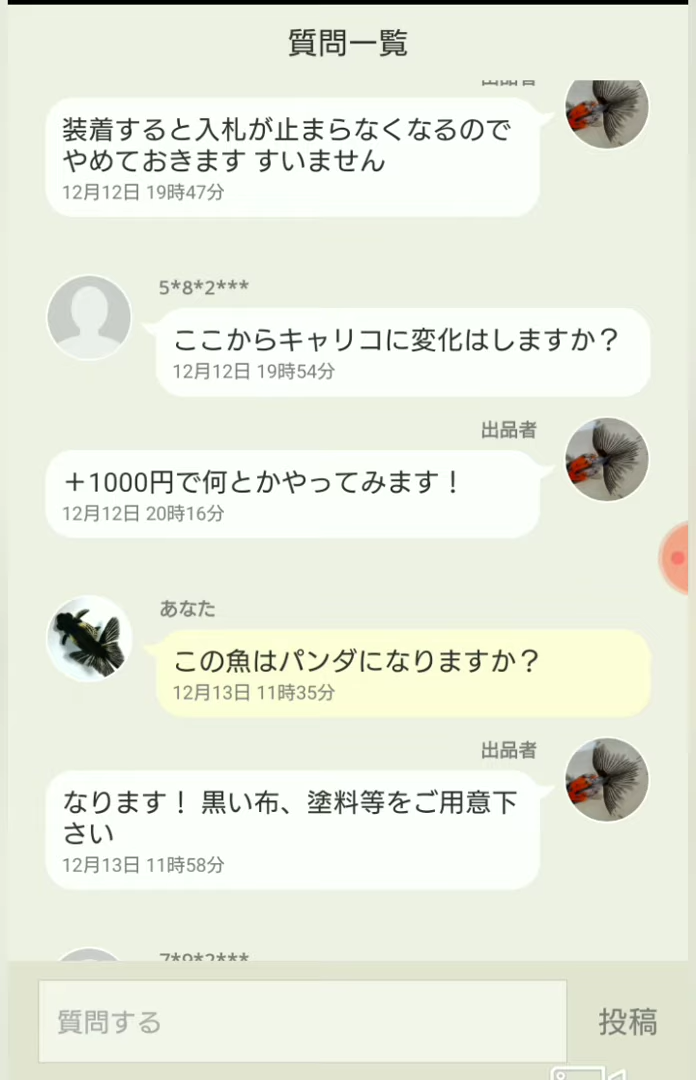 質問一覧
装着すると入札が止まらなくなるので
やめておきます すいません
12月12日 19時47分
5*8*2***
ここからキャリコに変化はしますか？
12月12日 19時54分
出品者
＋1000円で何とかやってみます！
12月12日 20時16分
あなた
この魚はパンダになりますか？
12月13日 11時35分
出品者
なります！ 黒い布、塗料等をご用意下
さい
12月13日 11時58分
質問する
投稿